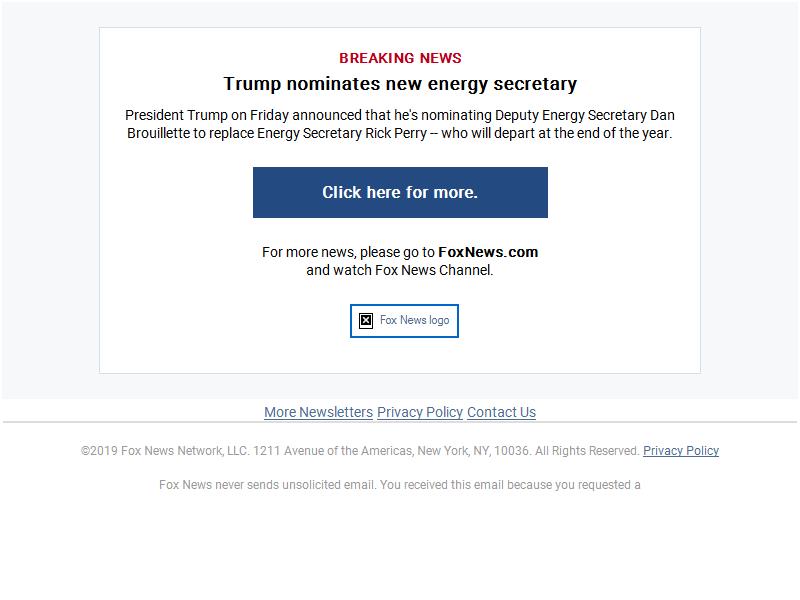 BREAKING NEWS
Trump nominates new energy secretary
President Trump on Friday announced that he's nominating Deputy Energy Secretary Dan
Brouillette to replace Energy Secretary Rick Perry -- who will depart at the end of the year.
Click here for more.
For more news, please go to FoxNews.com
and watch Fox News Channel.
Fox News logo
More Newsletters Privacy Policy Contact Us
©2019 Fox News Network, LLC. 1211 Avenue of the Americas, New York, NY, 10036. All Rights Reserved. Privacy Policy
Fox News never sends unsolicited email. You received this email because you requested a